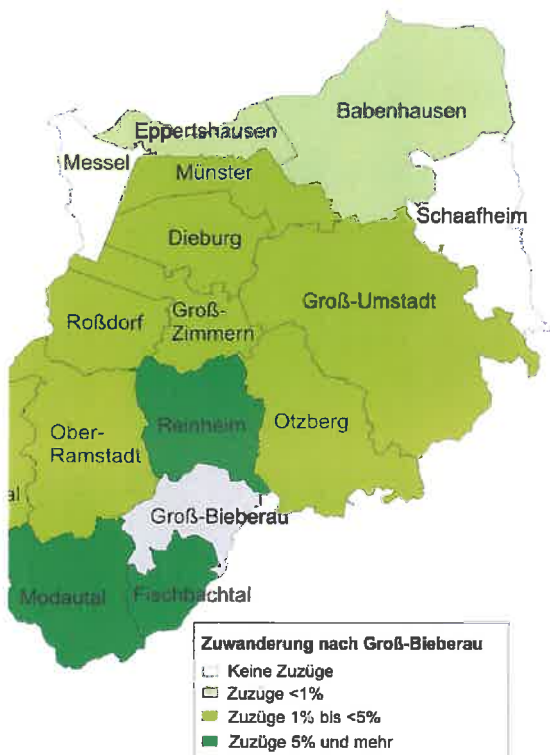 Babenhausen
Eppertshausen
Messel
Münster
Schaafheim
Dieburg
Groß-Umstadt
Roßdorf
Groß-
Zimmern
Reinheim
Otzberg
Ober-
Ramstadt
al
Groß-Bieberau
Modautal
Fischbachtal
Zuwanderung nach Groß-Bieberau
Keine Zuzüge
Zuzüge <1%
Zuzüge 1% bis <5%
Zuzüge 5% und mehr